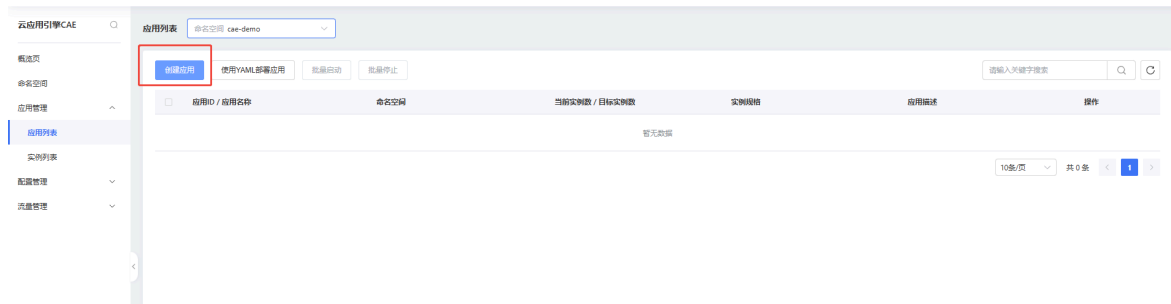 云应用引擎CAE
应用列表 命名空间 cae-demo
概览页
命名空间
应用管理
应用列表
实例列表
配置管理
流量管理
创建应用 使用YAML部署应用 批量启动 批量停止 请输入关键字搜索
应用ID / 应用名称 命名空间 当前实例数 / 目标实例数 实例规格 应用描述 操作
暂无数据
10条/页 共 0 条 1